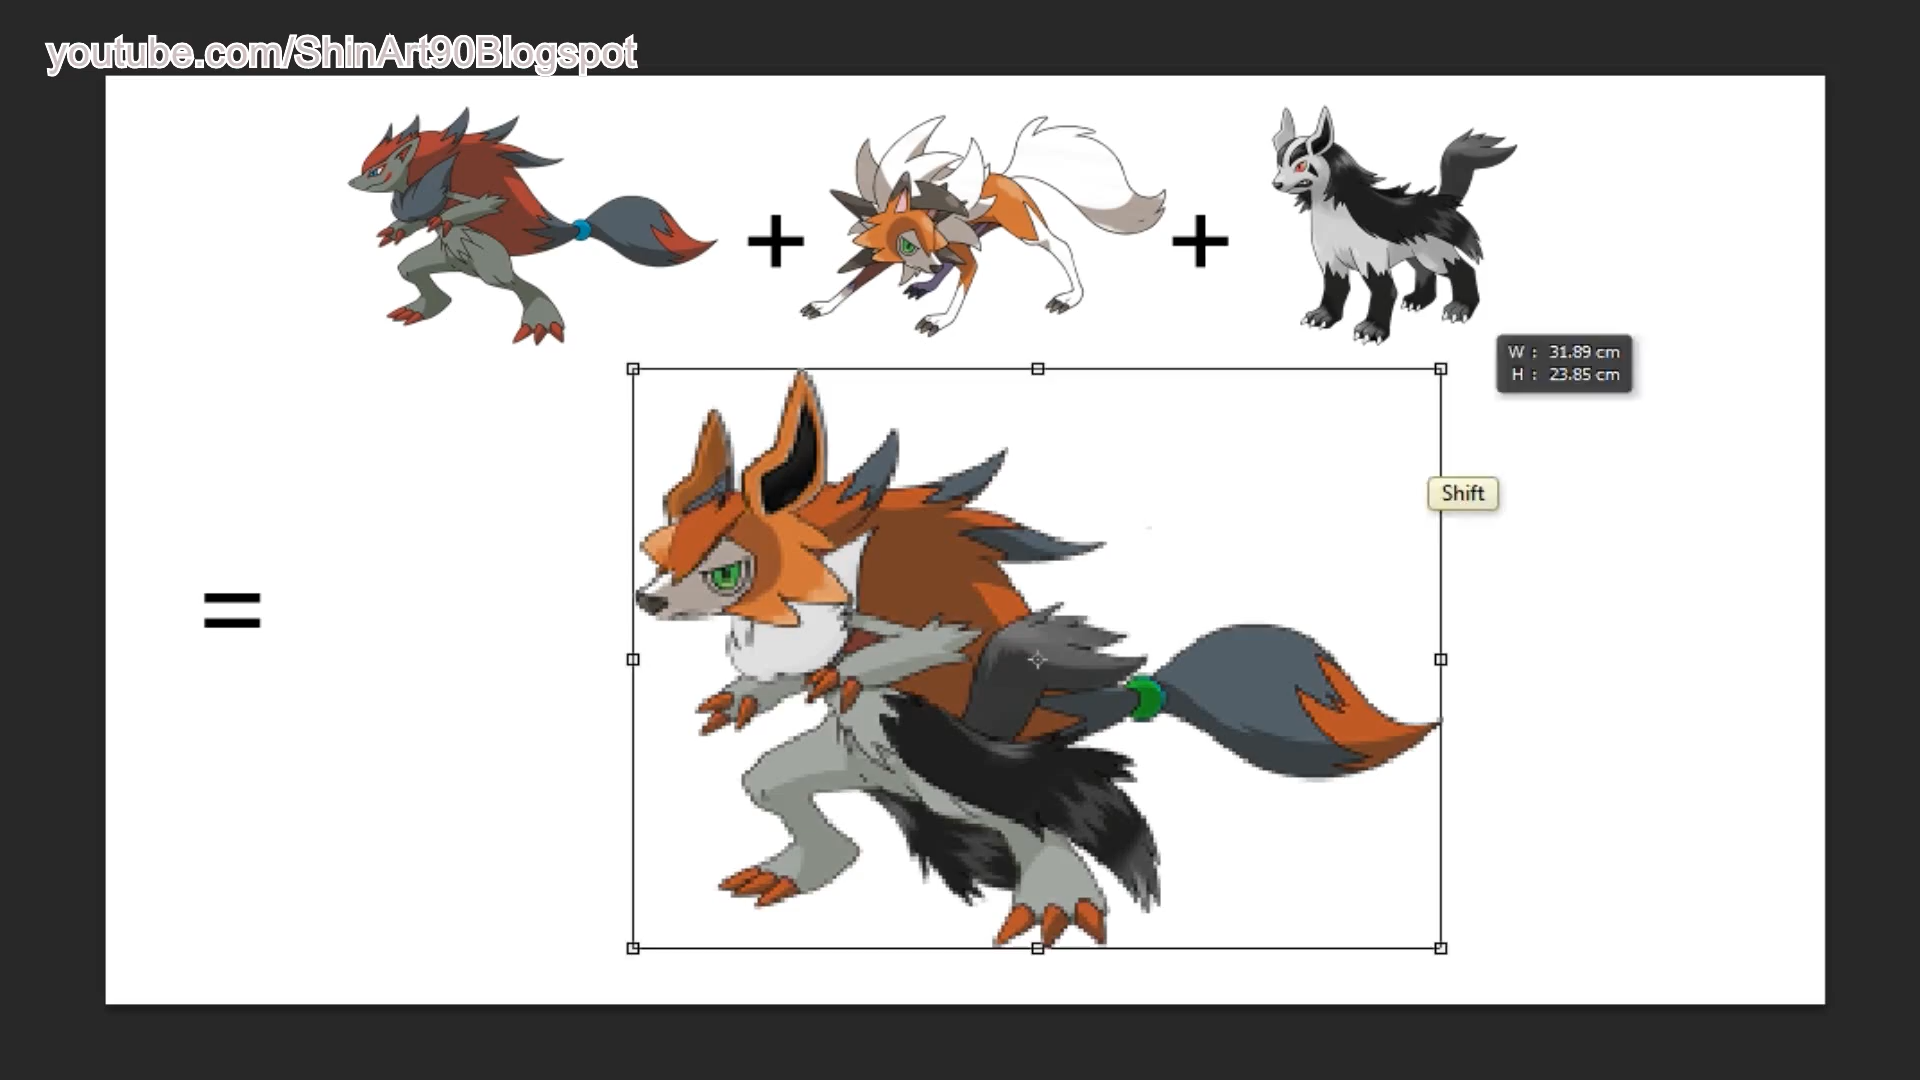 youtube.com/ShinArt90Blogspot
+ +
W : 31.89 cm
H : 23.85 cm
Shift
=